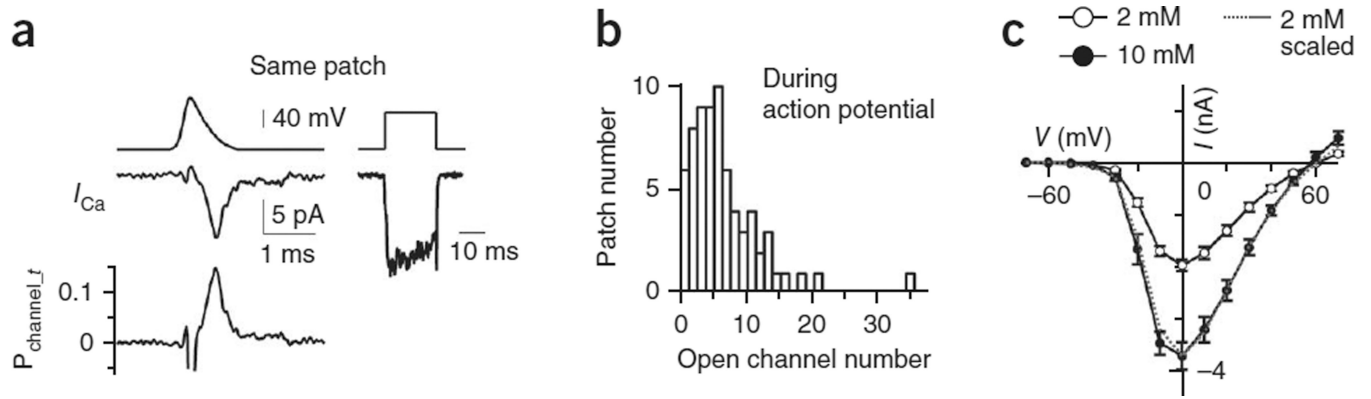 a
Same patch
40 mV
I Ca
5 pA
1 ms
10 ms
0.1
0
P channel_t
b
During
action potential
Patch number
10
5
0
0
10
20
30
Open channel number
c
2 mM
2 mM
scaled
10 mM
V (mV)
I (nA)
−60
0
60
−4